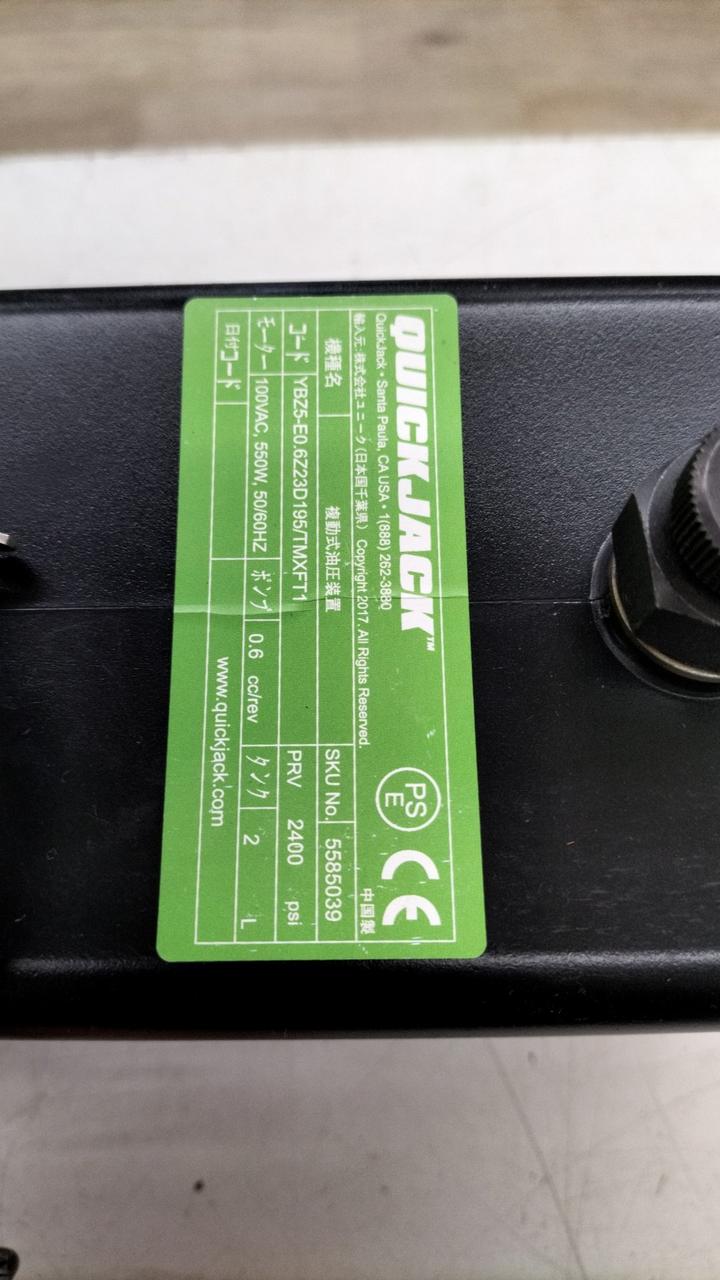 QUICKJACK™
QuickJack • Santa Paula, CA USA • 1(888) 262-3880
輸入元: 株式会社ユニーク (日本国千葉県) Copyright 2017. All Rights Reserved.
PS E CE
中国製
機種名 複動式油圧装置 SKU No. 5585039
コード YBZ5-E0.6Z23D195/TMXFT1 PRV 2400 psi
モーター 100VAC, 550W, 50/60HZ ポンプ 0.6 cc/rev タンク 2 L
日付コード www.quickjack.com